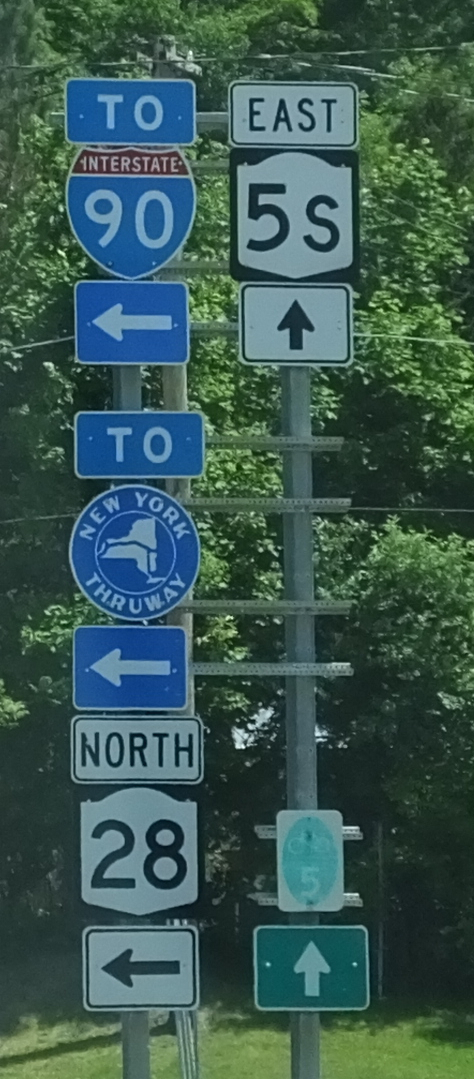 TO
INTERSTATE
90
EAST
5S
TO
NEW YORK
THRUWAY
NORTH
28
5